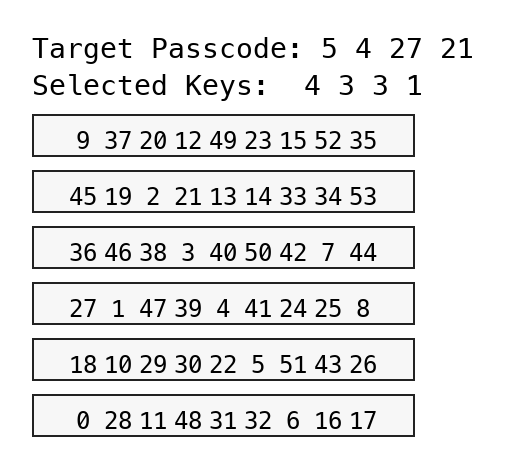 Target Passcode: 5 4 27 21
Selected Keys: 4 3 3 1
9 37 20 12 49 23 15 52 35
45 19 2 21 13 14 33 34 53
36 46 38 3 40 50 42 7 44
27 1 47 39 4 41 24 25 8
18 10 29 30 22 5 51 43 26
0 28 11 48 31 32 6 16 17